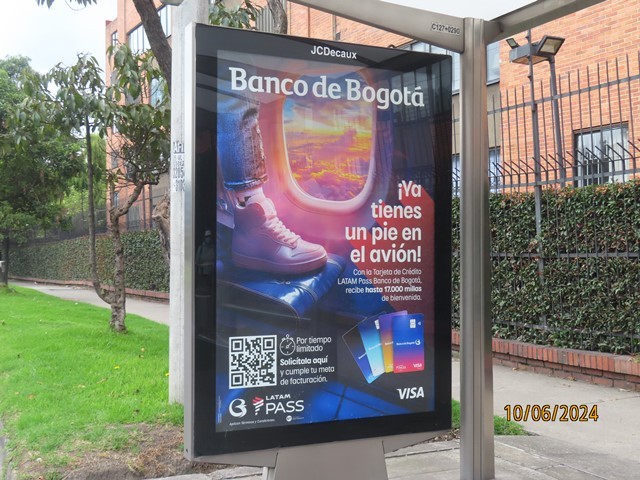 C127+0290
JCDecaux
Banco de Bogotá
¡Ya
tienes
un pie en
el avión!
Con la Tarjeta de Crédito
LATAM Pass Banco de Bogotá,
recibe hasta 17.000 millas
de bienvenida.
Por tiempo
limitado
Solicítala aquí
y cumple tu meta
de facturación.
LATAM
PASS
VISA
10/06/2024